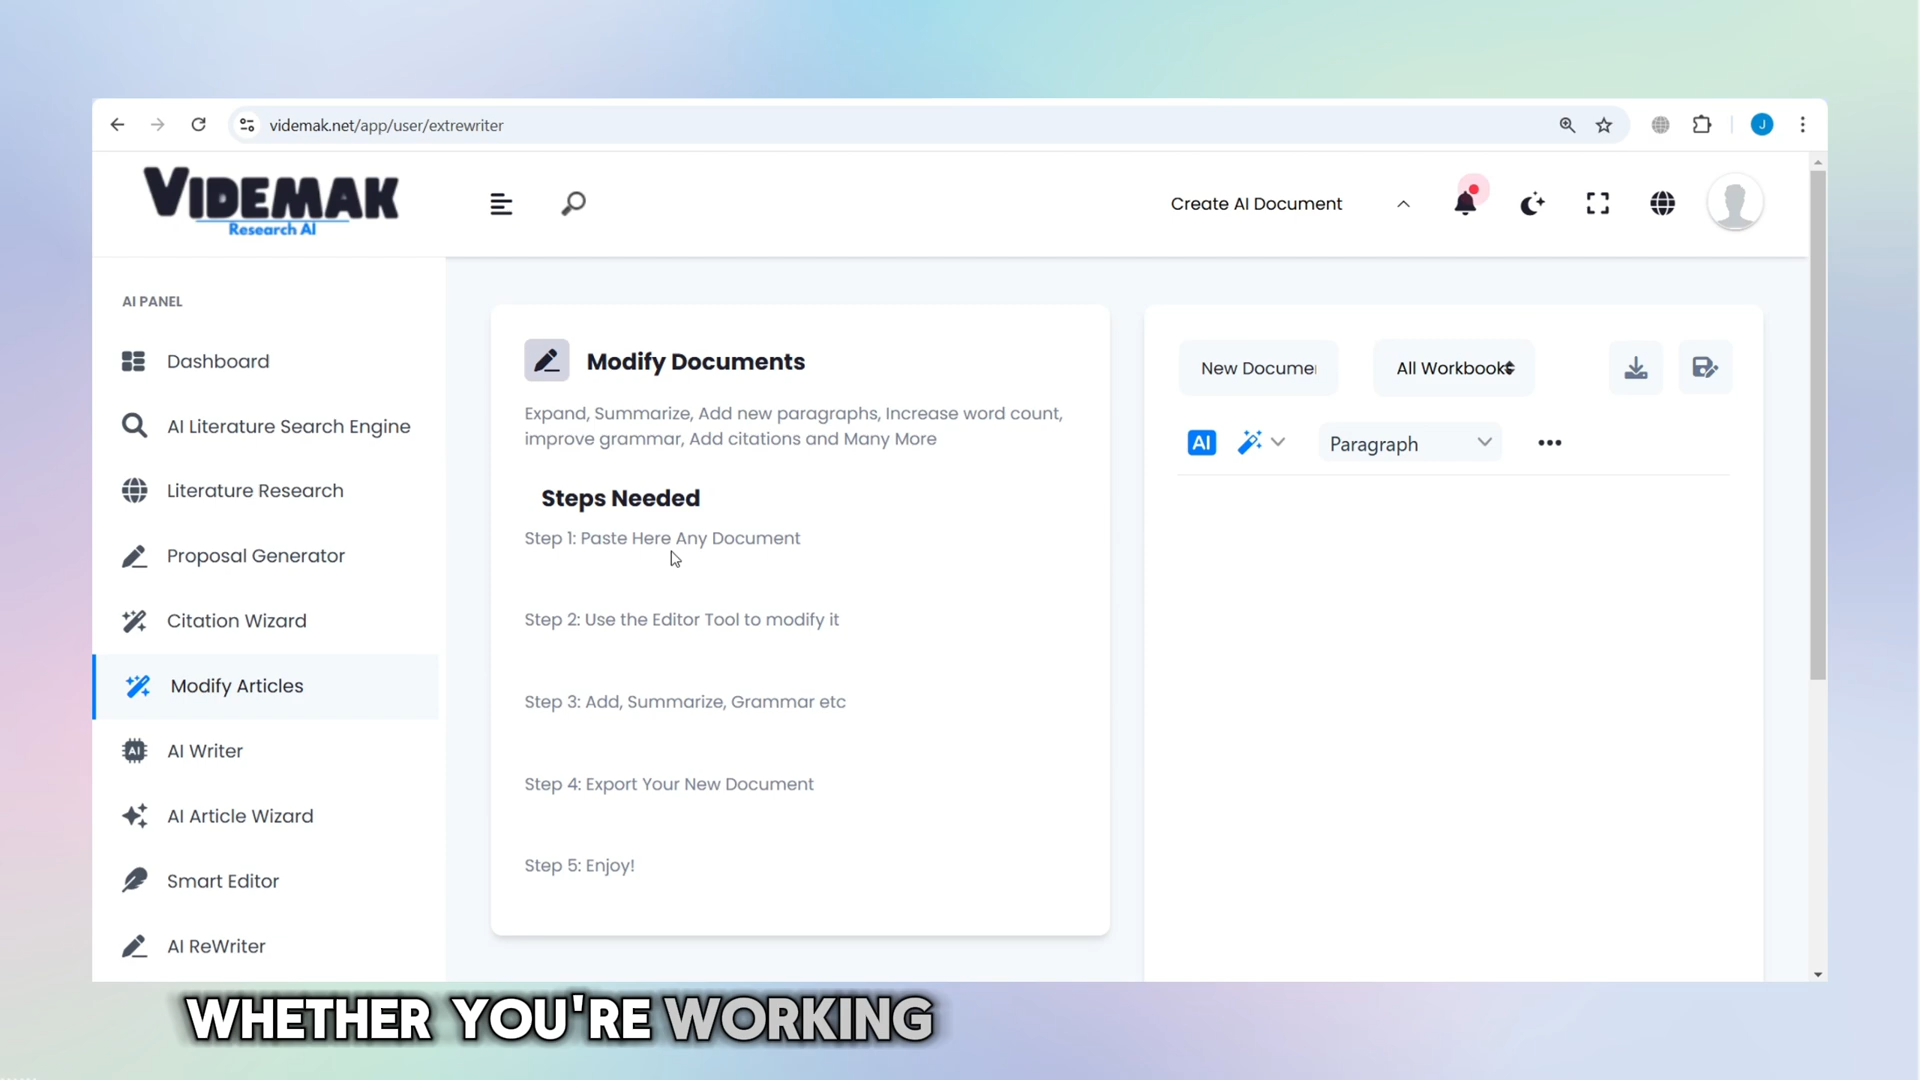 videmak.net/app/user/extrewriter
J
VIDEMAK
Research AI
Create AI Document
AI PANEL
Dashboard
AI Literature Search Engine
Literature Research
Proposal Generator
Citation Wizard
Modify Articles
AI
AI Writer
AI Article Wizard
Smart Editor
AI ReWriter
Modify Documents
Expand, Summarize, Add new paragraphs, Increase word count,
improve grammar, Add citations and Many More
Steps Needed
Step 1: Paste Here Any Document
Step 2: Use the Editor Tool to modify it
Step 3: Add, Summarize, Grammar etc
Step 4: Export Your New Document
Step 5: Enjoy!
New Docume
All Workbooks
AI
Paragraph
WHETHER YOU'RE WORKING